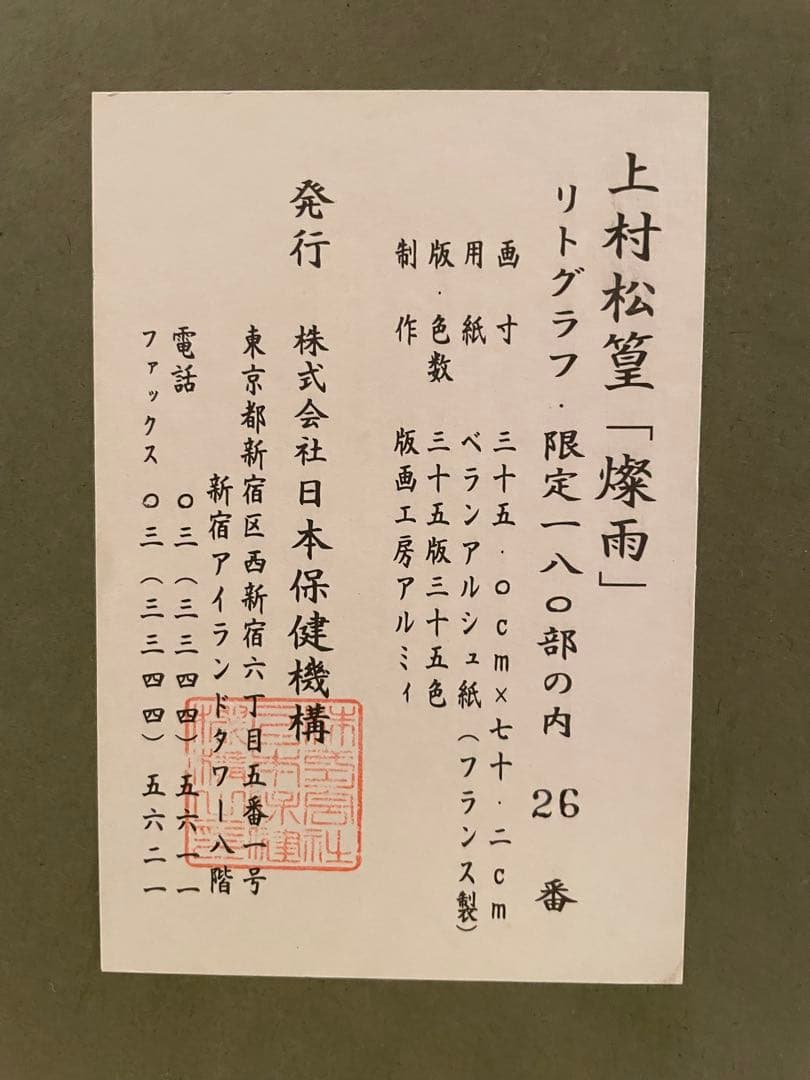 上村松篁「燦雨」
リトグラフ・限定一八〇部の内 26 番
画寸 三十五・〇cm×七十・二cm
用紙 ベランアルシュ紙（フランス製）
版・色数 三十五版三十五色
制作 版画工房アルミィ
発行 株式会社日本保健機構
東京都新宿区西新宿六丁目五番一号
新宿アイランドタワー八階
電話 〇三（三三四四）五六一一
ファックス 〇三（三三四四）五六二一